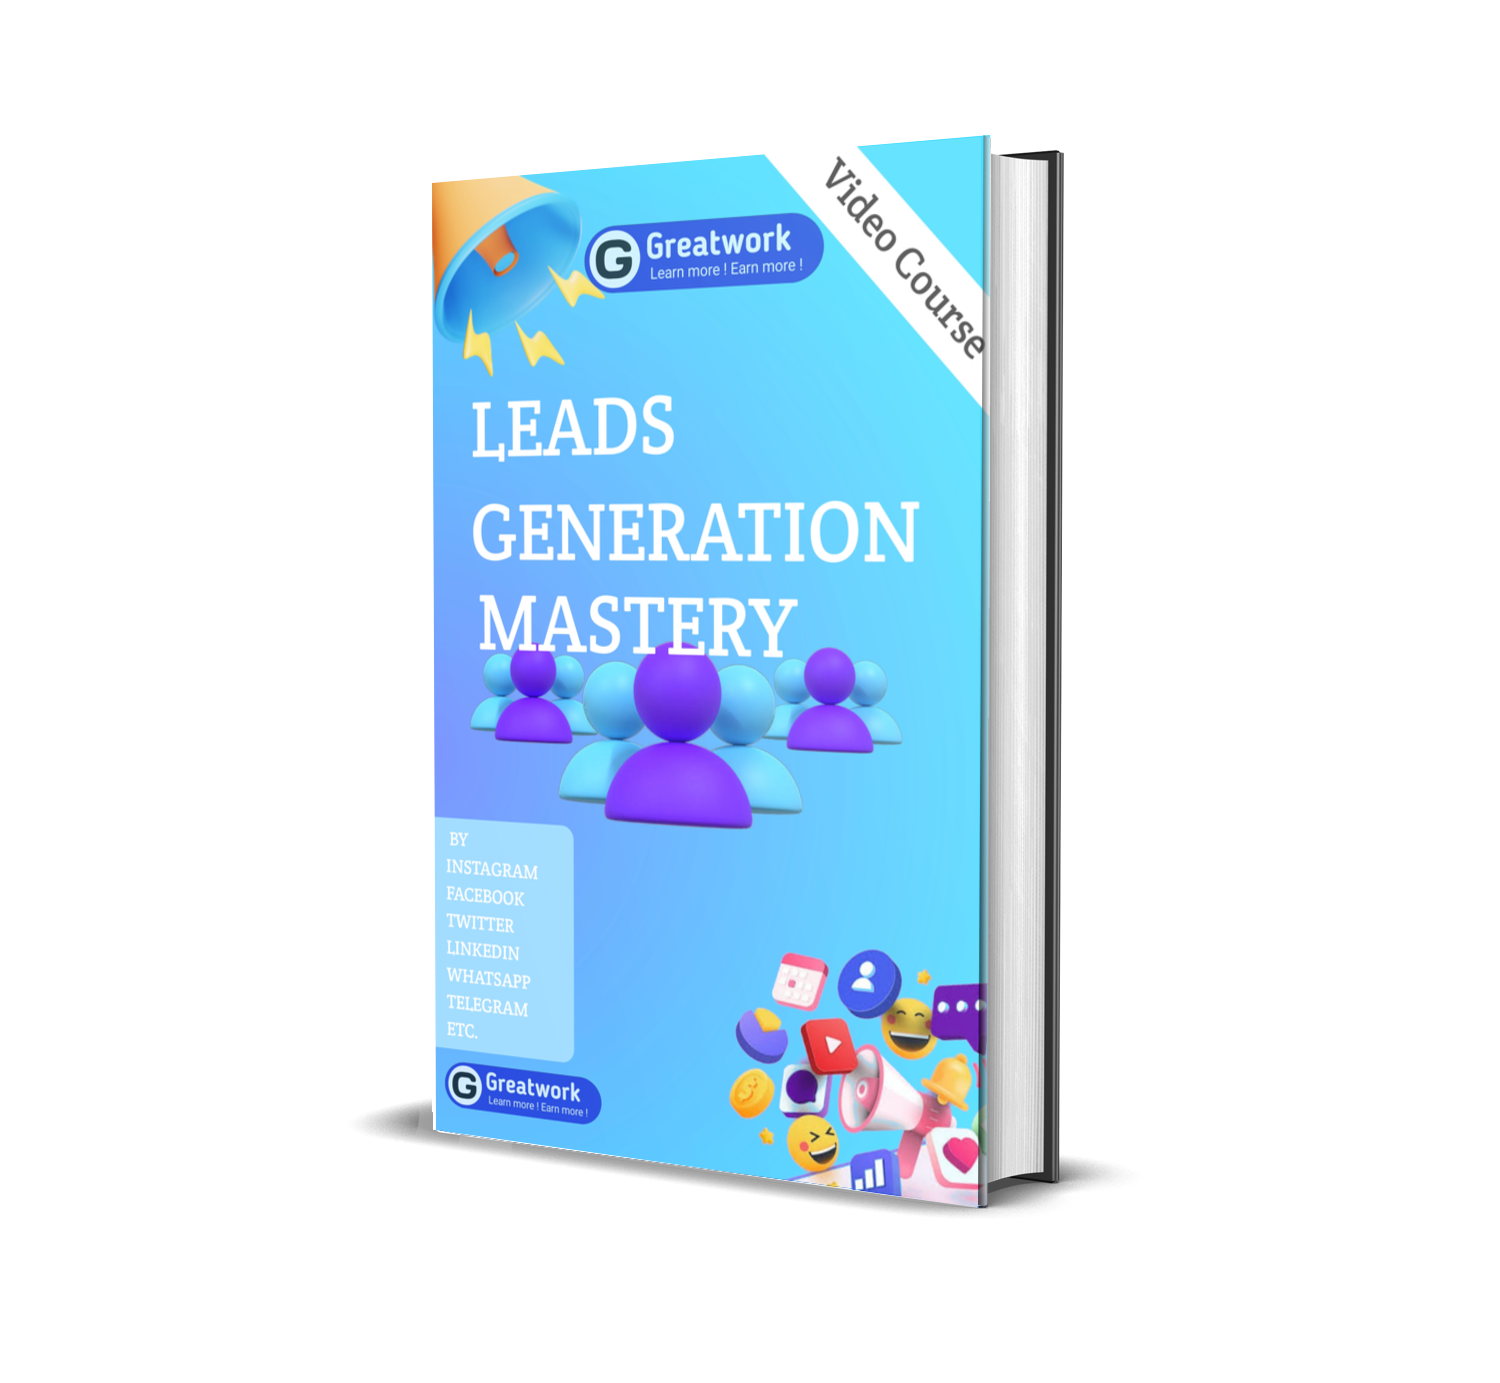 Video Course
G Greatwork
Learn more ! Earn more !
LEADS
GENERATION
MASTERY
BY
INSTAGRAM
FACEBOOK
TWITTER
LINKEDIN
WHATSAPP
TELEGRAM
ETC.
G Greatwork
Learn more ! Earn more !